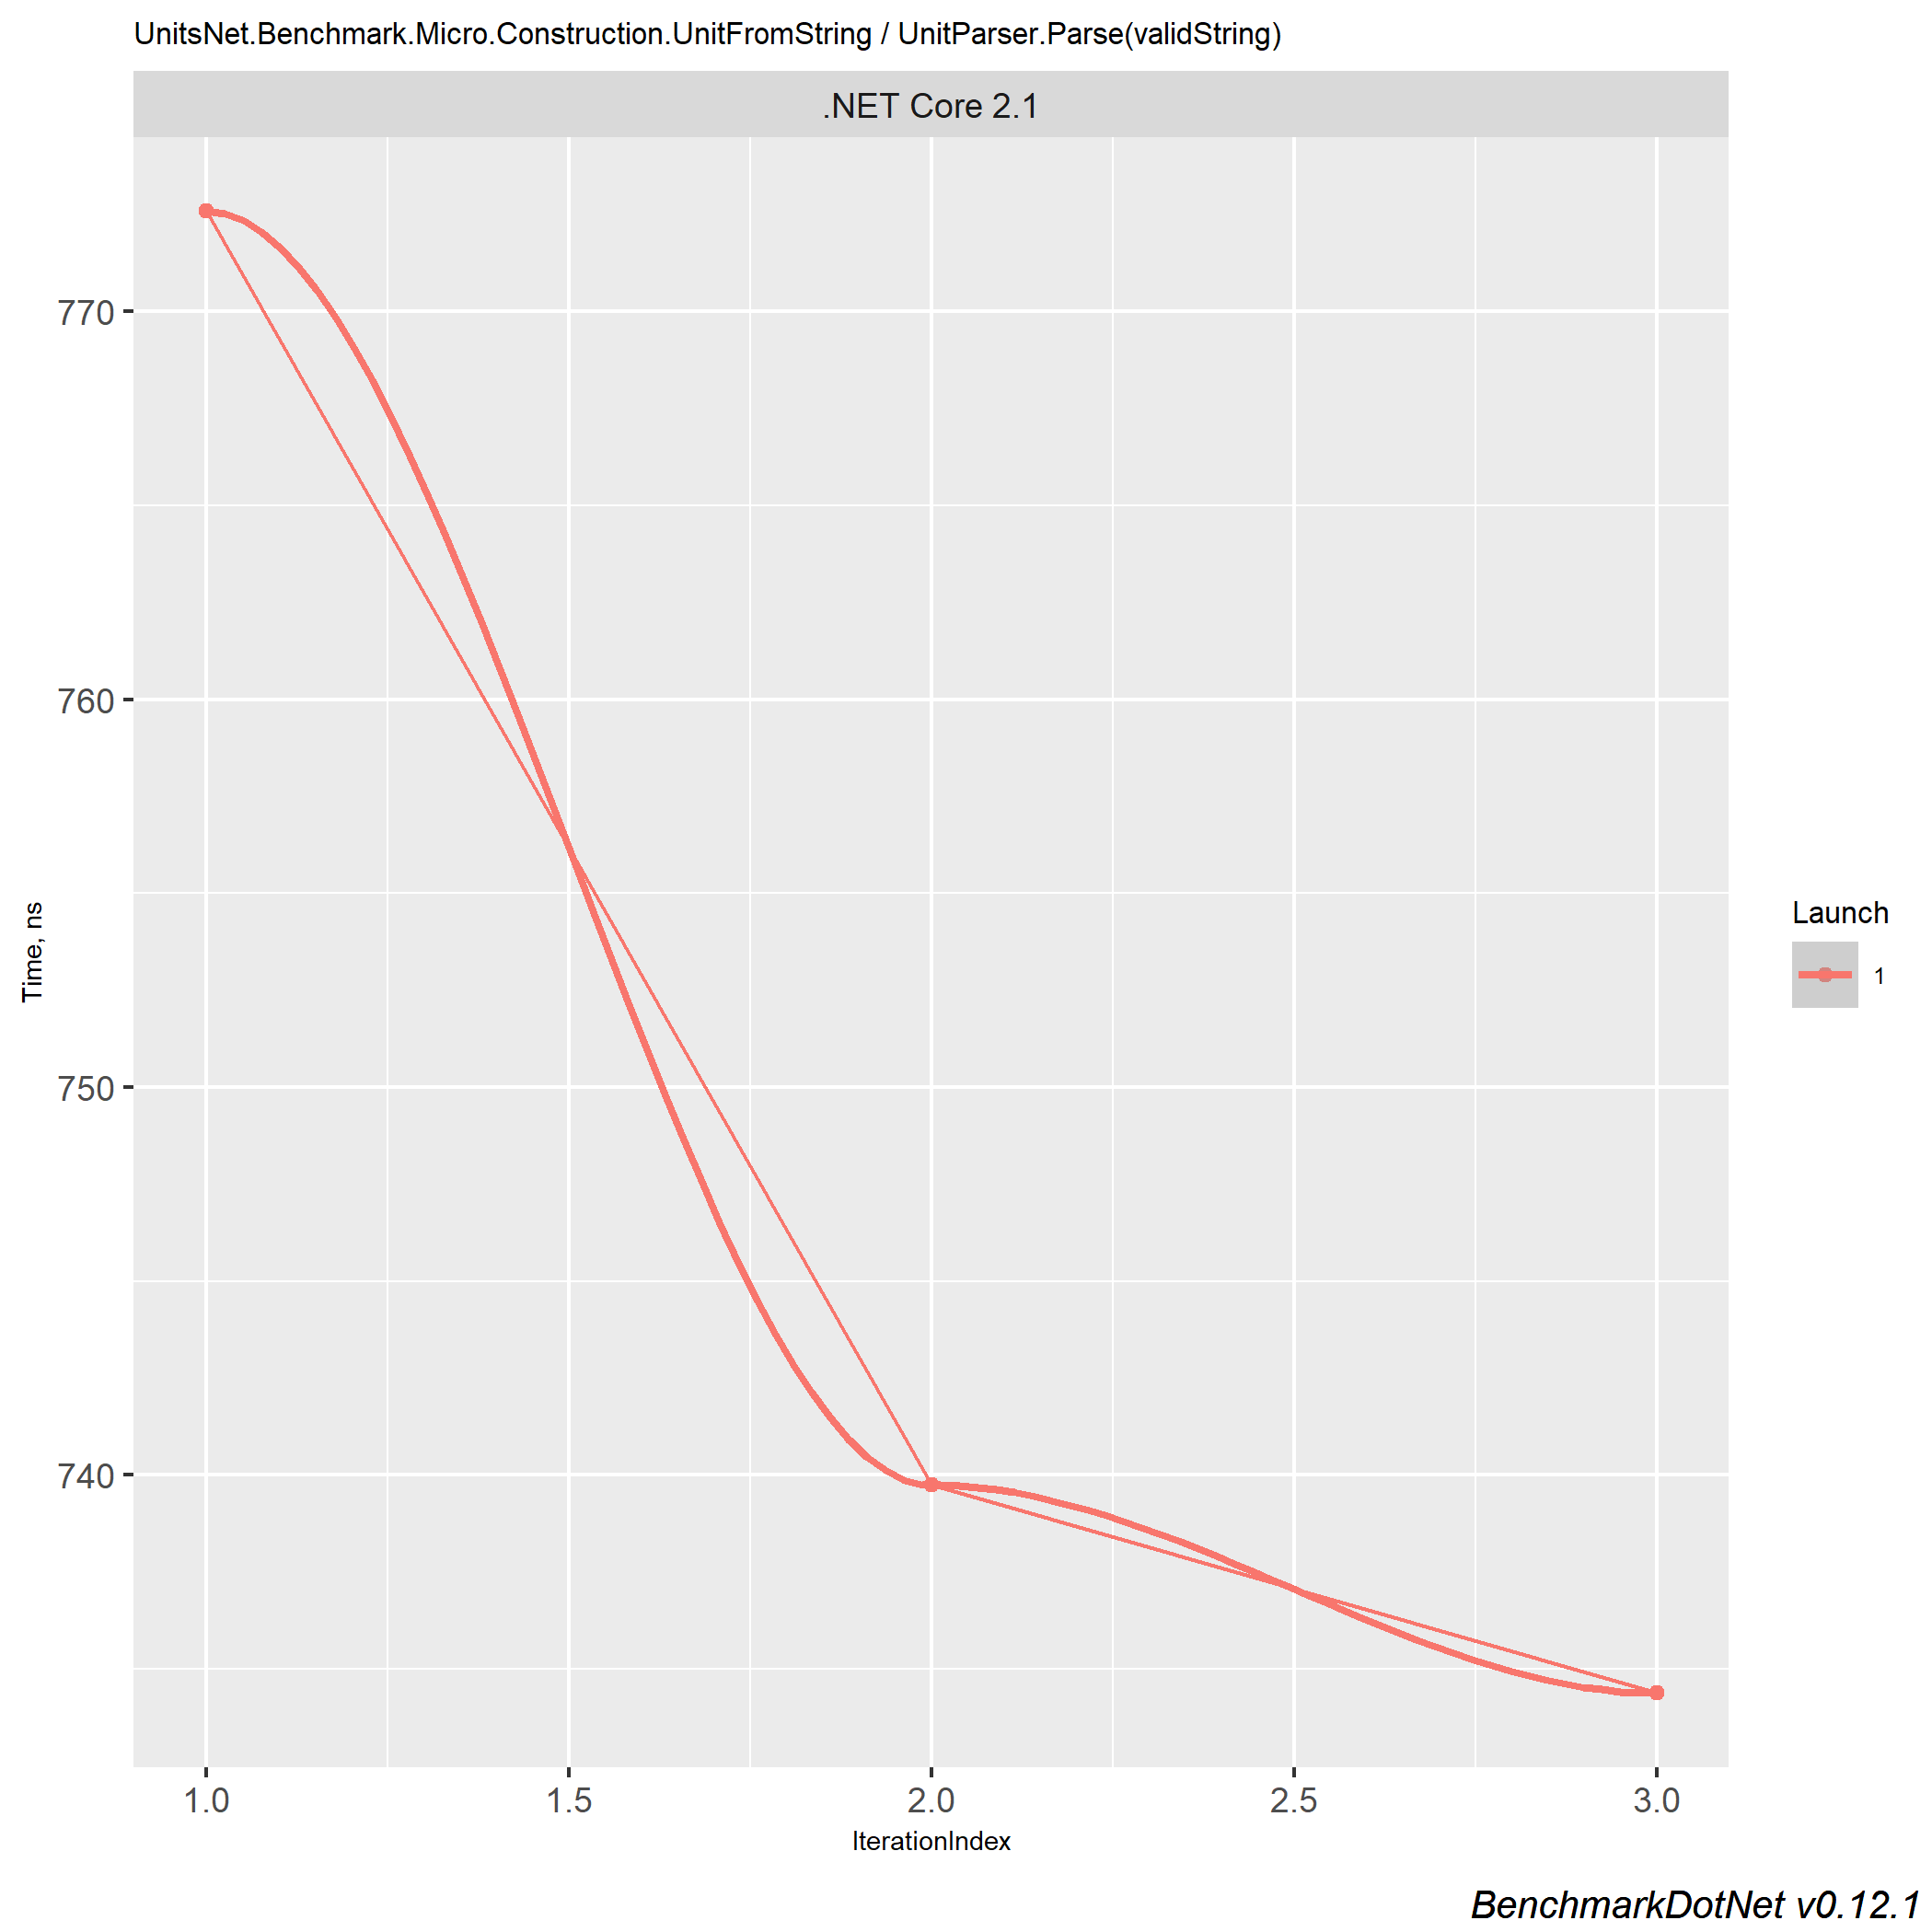 UnitsNet.Benchmark.Micro.Construction.UnitFromString / UnitParser.Parse(validString)
.NET Core 2.1
770
760
750
740
Time, ns
1.0 1.5 2.0 2.5 3.0
IterationIndex
Launch
1
BenchmarkDotNet v0.12.1